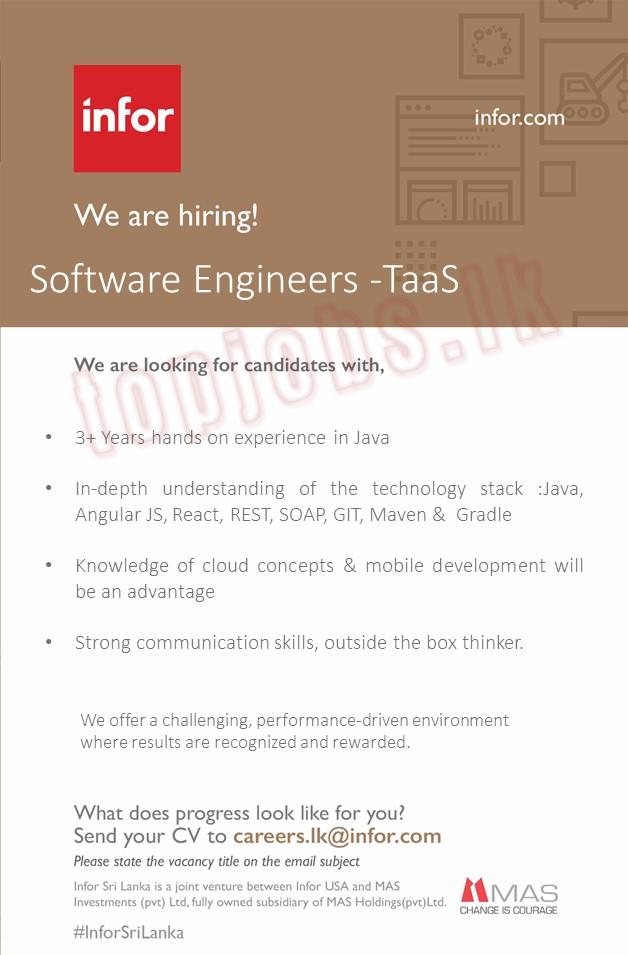 infor
infor.com
We are hiring!
Software Engineers -TaaS
topjobs.lk
We are looking for candidates with,
• 3+ Years hands on experience in Java
• In-depth understanding of the technology stack :Java,
Angular JS, React, REST, SOAP, GIT, Maven & Gradle
• Knowledge of cloud concepts & mobile development will
be an advantage
• Strong communication skills, outside the box thinker.
We offer a challenging, performance-driven environment
where results are recognized and rewarded.
What does progress look like for you?
Send your CV to careers.lk@infor.com
Please state the vacancy title on the email subject
Infor Sri Lanka is a joint venture between Infor USA and MAS
Investments (pvt) Ltd, fully owned subsidiary of MAS Holdings(pvt)Ltd.
MAS
CHANGE IS COURAGE
#InforSriLanka